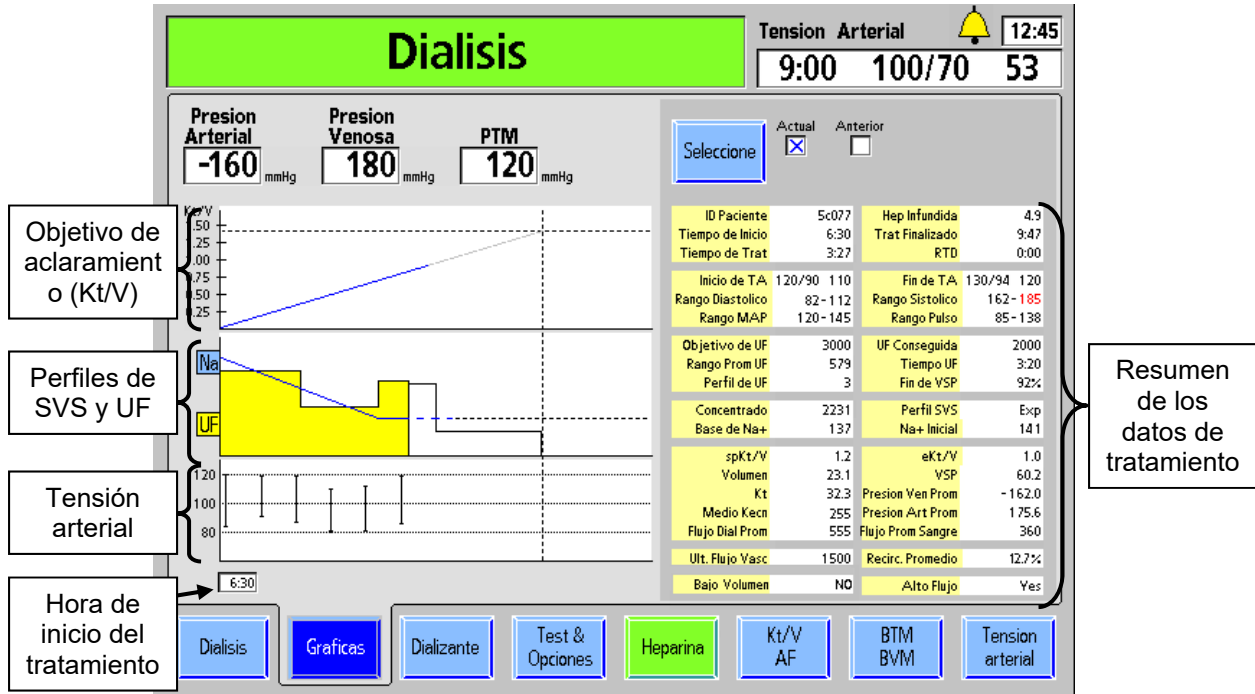 Dialisis
Tension Arterial
12:45
9:00 100/70 53
Presion Arterial
-160 mmHg
Presion Venosa
180 mmHg
PTM
120 mmHg
Seleccione
Actual
Anterior
Objetivo de
aclaramient
o (Kt/V)
Kt/V
.50
.25
.00
.75
.50
.25
Perfiles de
SVS y UF
Na
UF
Tensión
arterial
120
100
80
6:30
Hora de
inicio del
tratamiento
ID Paciente 5c077 Hep Infundida 4.9
Tiempo de Inicio 6:30 Trat Finalizado 9:47
Tiempo de Trat 3:27 RTD 0:00
Inicio de TA 120/90 110 Fin de TA 130/94 120
Rango Diastolico 82-112 Rango Sistolico 162-185
Rango MAP 120-145 Rango Pulso 85-138
Objetivo de UF 3000 UF Conseguida 2000
Rango Prom UF 579 Tiempo UF 3:20
Perfil de UF 3 Fin de VSP 92%
Concentrado 2231 Perfil SVS Exp
Base de Na+ 137 Na+ Inicial 141
spKt/V 1.2 eKt/V 1.0
Volumen 23.1 VSP 60.2
Kt 32.3 Presion Ven Prom -162.0
Medio Kecn 255 Presion Art Prom 175.6
Flujo Dial Prom 555 Flujo Prom Sangre 360
Ult. Flujo Vasc 1500 Recirc. Promedio 12.7%
Bajo Volumen NO Alto Flujo Yes
Resumen
de los
datos de
tratamiento
Dialisis
Graficas
Dializante
Test &
Opciones
Heparina
Kt/V
AF
BTM
BVM
Tension
arterial